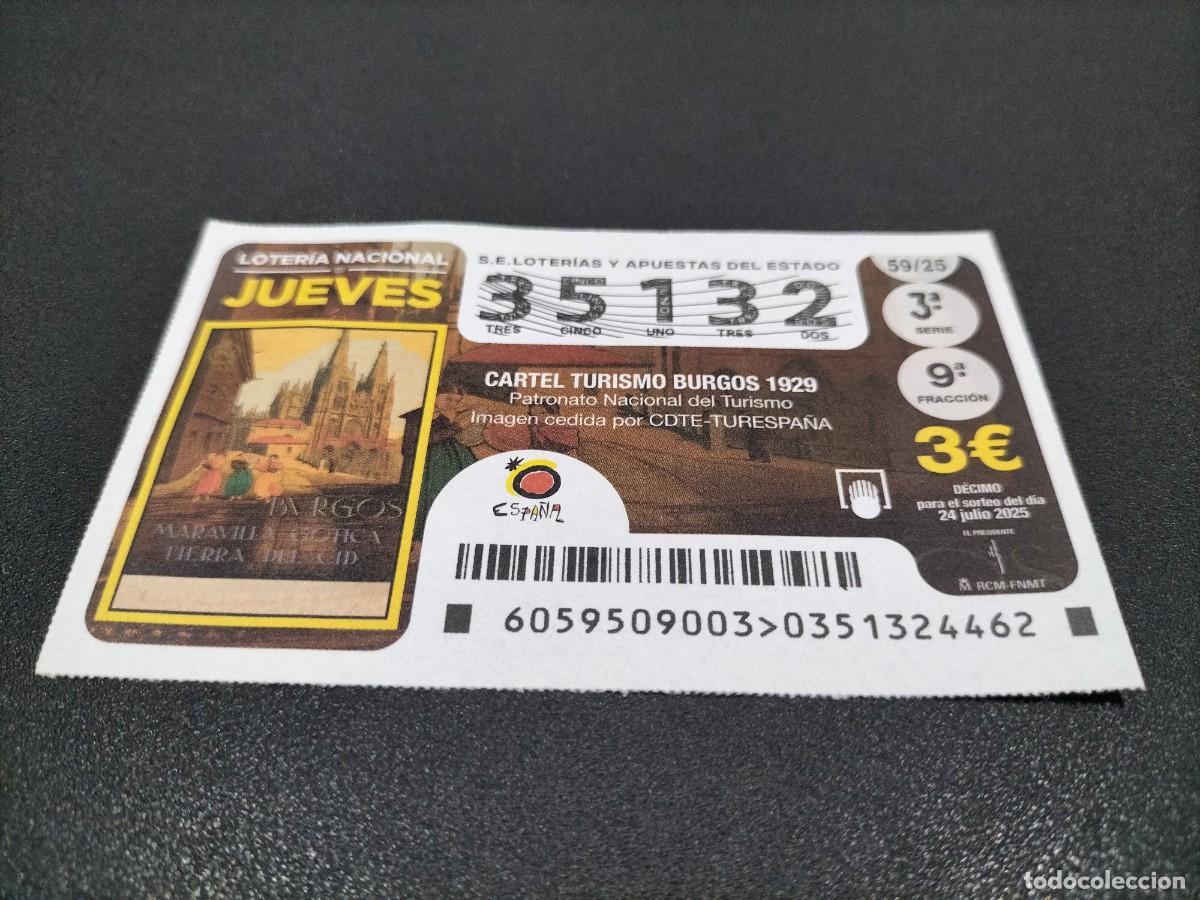 LOTERÍA NACIONAL
JUEVES
BURGOS
MARAVILLA GOTICA
TIERRA DEL CID
S.E.LOTERÍAS Y APUESTAS DEL ESTADO
35132
TRES CINCO UNO TRES DOS
CARTEL TURISMO BURGOS 1929
Patronato Nacional del Turismo
Imagen cedida por CDTE-TURESPAÑA
ESPAÑA
59/25
3ª
SERIE
9ª
FRACCIÓN
3€
DÉCIMO
para el sorteo del día
24 julio 2025
EL PRESIDENTE
M RCM-FNMT
6059509003>0351324462
todocoleccion